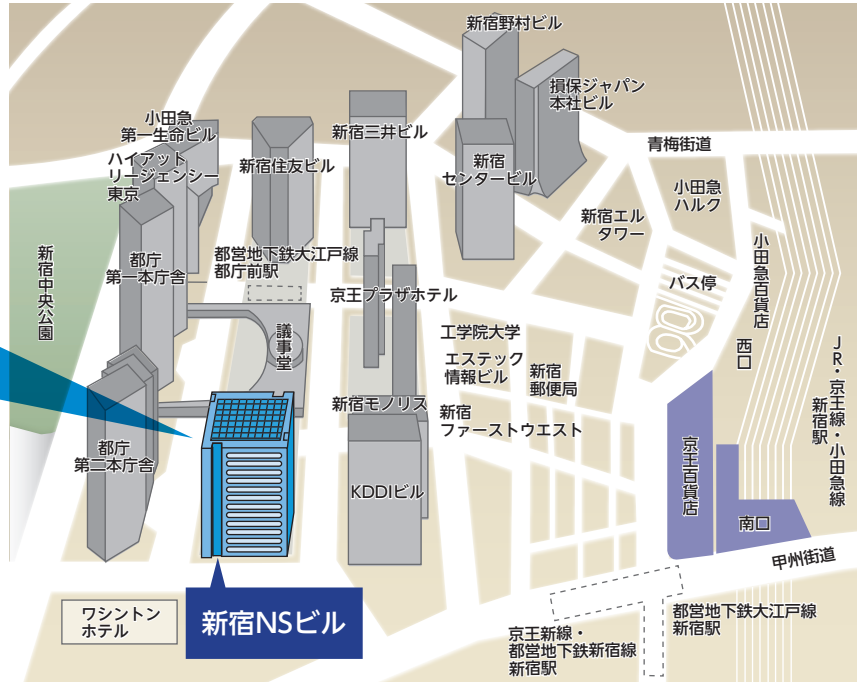 新宿野村ビル
損保ジャパン
本社ビル
小田急
第一生命ビル
新宿三井ビル
青梅街道
ハイアット
リージェンシー
東京
新宿住友ビル
新宿
センタービル
小田急
ハルク
新宿エル
タワー
小田急百貨店
新宿中央公園
都庁
第一本庁舎
都営地下鉄大江戸線
都庁前駅
バス停
京王プラザホテル
議事堂
工学院大学
西口
JR・京王線・小田急線
新宿駅
エステック
情報ビル
新宿
郵便局
新宿モノリス
新宿
ファーストウエスト
都庁
第二本庁舎
京王百貨店
KDDIビル
南口
甲州街道
ワシントン
ホテル
新宿NSビル
都営地下鉄大江戸線
新宿駅
京王新線・
都営地下鉄新宿線
新宿駅